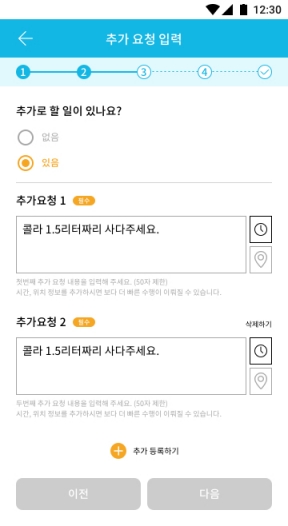 12:30
추가 요청 입력
1 2 3 4
추가로 할 일이 있나요?
없음
있음
추가요청 1 필수
콜라 1.5리터짜리 사다주세요.
첫번째 추가 요청 내용을 입력해 주세요. (50자 제한)
시간, 위치 정보를 추가하시면 보다 더 빠른 수행이 이뤄질 수 있습니다.
추가요청 2 필수 삭제하기
콜라 1.5리터짜리 사다주세요.
두번째 추가 요청 내용을 입력해 주세요. (50자 제한)
시간, 위치 정보를 추가하시면 보다 더 빠른 수행이 이뤄질 수 있습니다.
추가 등록하기
이전 다음